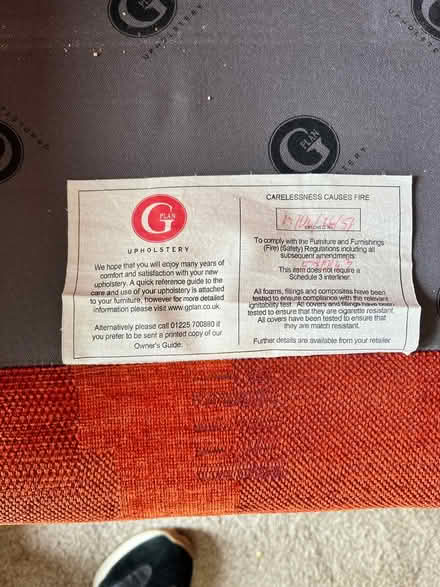 G PLAN
UPHOLSTERY
G PLAN
UPHOLSTERY
G PLAN
UPHOLSTERY
We hope that you will enjoy many years of
comfort and satisfaction with your new
upholstery. A quick reference guide to the
care and use of your upholstery is attached
to your furniture, however for more detailed
information please visit www.gplan.co.uk.
Alternatively please call 01225 700880 if
you prefer to be sent a printed copy of our
Owner's Guide.
CARELESSNESS CAUSES FIRE
To comply with the Furniture and Furnishings
(Fire) (Safety) Regulations including all
subsequent amendments:
This item does not require a
Schedule 3 interliner.
All foams, fillings and composites have been
tested to ensure compliance with the relevant
ignitability test. All covers and fillings have been
tested to ensure that they are cigarette resistant.
All covers have been tested to ensure that
they are match resistant.
Further details are available from your retailer